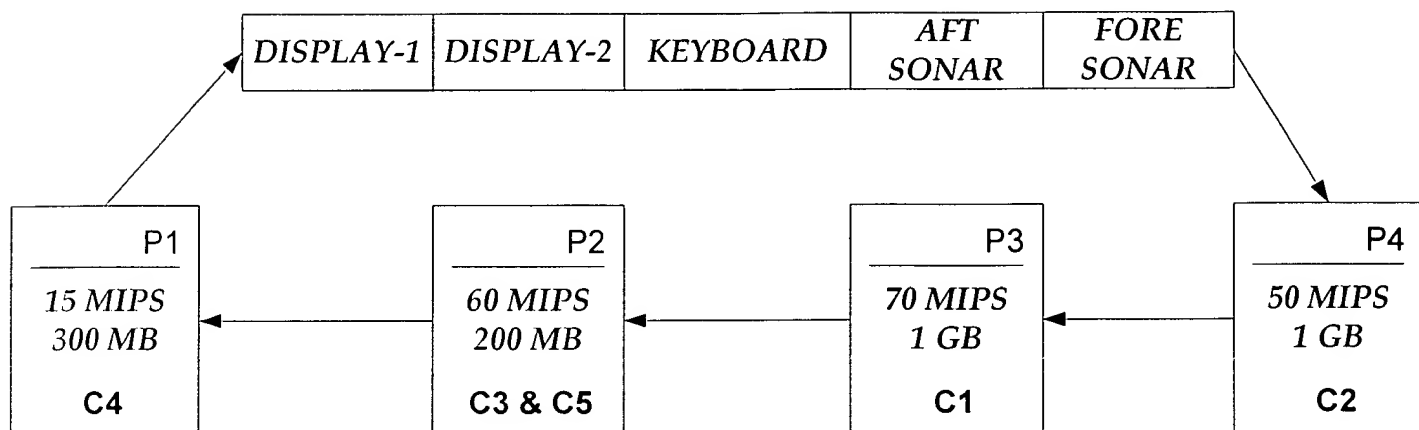 DISPLAY-1 DISPLAY-2 KEYBOARD AFT SONAR FORE SONAR
P1
15 MIPS
300 MB
C4
P2
60 MIPS
200 MB
C3 & C5
P3
70 MIPS
1 GB
C1
P4
50 MIPS
1 GB
C2